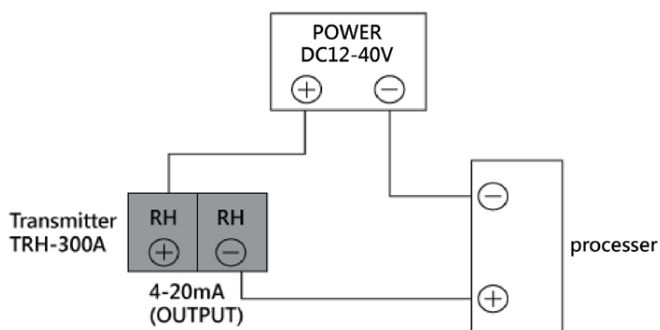 POWER
DC12-40V
+ −
RH RH
+ −
Transmitter
TRH-300A
4-20mA
(OUTPUT)
−
processer
+